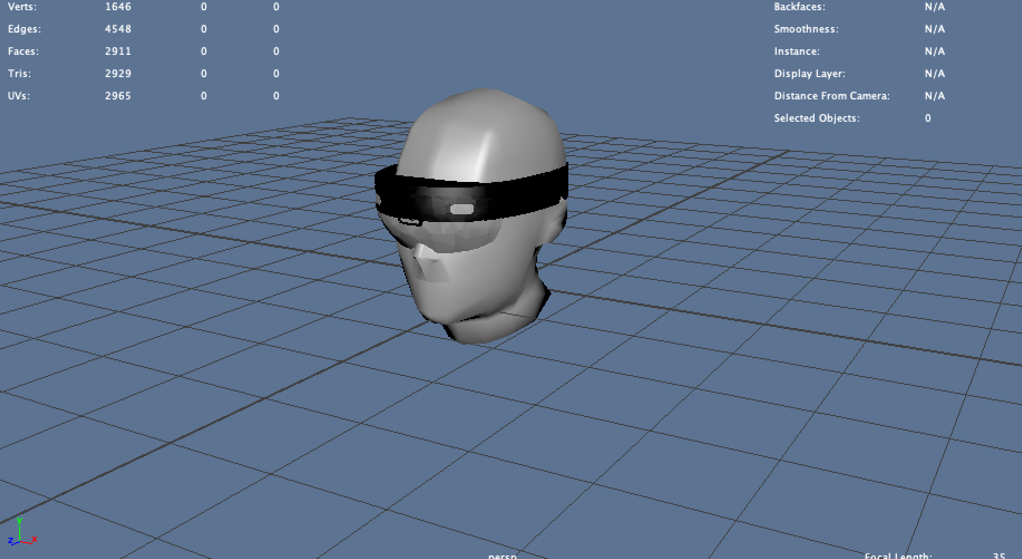 Verts: 1646 0 0
Edges: 4548 0 0
Faces: 2911 0 0
Tris: 2929 0 0
UVs: 2965 0 0
Backfaces: N/A
Smoothness: N/A
Instance: N/A
Display Layer: N/A
Distance From Camera: N/A
Selected Objects: 0
y
z x
persp
Focal Length: 35